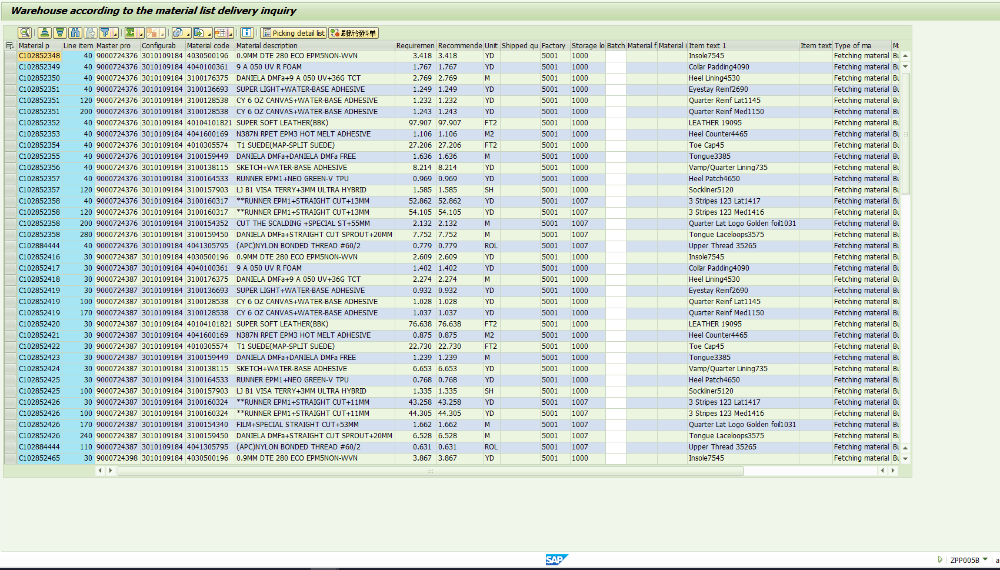 Warehouse according to the material list delivery inquiry
Picking detail list 刷新领料单
Material p Line item Master pro Configurab Material code Material description Requiremen Recommende Unit Shipped qu Factory Storage lo Batch Material f Material i Item text 1 Item text Type of ma
C102852348 40 9000724376 3010109184 4030500196 0.9MM DTE 280 ECO EPM5NON-WVN 3.418 3.418 YD 5001 1000 Insole7545 Fetching material
C102852349 40 9000724376 3010109184 4040100361 9 A 050 UV R FOAM 1.767 1.767 YD 5001 1000 Collar Padding4090 Fetching material
C102852350 40 9000724376 3010109184 3100176375 DANIELA DMFa+9 A 050 UV+36G TCT 2.769 2.769 M 5001 1000 Heel Lining4530 Fetching material
C102852351 40 9000724376 3010109184 3100136693 SUPER LIGHT+WATER-BASE ADHESIVE 1.249 1.249 YD 5001 1000 Eyestay Reinf2690 Fetching material
C102852351 120 9000724376 3010109184 3100128538 CY 6 OZ CANVAS+WATER-BASE ADHESIVE 1.232 1.232 YD 5001 1000 Quarter Reinf Lat1145 Fetching material
C102852351 200 9000724376 3010109184 3100128538 CY 6 OZ CANVAS+WATER-BASE ADHESIVE 1.243 1.243 YD 5001 1000 Quarter Reinf Med1150 Fetching material
C102852352 40 9000724376 3010109184 40104101821 SUPER SOFT LEATHER(BBK) 97.907 97.907 FT2 5001 1000 LEATHER 19095 Fetching material
C102852353 40 9000724376 3010109184 4041600169 N387N RPET EPM3 HOT MELT ADHESIVE 1.106 1.106 M2 5001 1000 Heel Counter4465 Fetching material
C102852354 40 9000724376 3010109184 4010305574 T1 SUEDE(MAP-SPLIT SUEDE) 27.206 27.206 FT2 5001 1000 Toe Cap45 Fetching material
C102852355 40 9000724376 3010109184 3100159449 DANIELA DMFa+DANIELA DMFa FREE 1.636 1.636 M 5001 1000 Tongue3385 Fetching material
C102852356 40 9000724376 3010109184 3100138115 SKETCH+WATER-BASE ADHESIVE 8.214 8.214 YD 5001 1000 Vamp/Quarter Lining735 Fetching material
C102852357 40 9000724376 3010109184 3100164533 RUNNER EPM1+NEO GREEN-V TPU 0.969 0.969 YD 5001 1000 Heel Patch4650 Fetching material
C102852357 120 9000724376 3010109184 3100157903 LJ B1 VISA TERRY+3MM ULTRA HYBRID 1.585 1.585 SH 5001 1000 Sockliner5120 Fetching material
C102852358 40 9000724376 3010109184 3100160317 **RUNNER EPM1+STRAIGHT CUT+13MM 52.862 52.862 YD 5001 1007 3 Stripes 123 Lat1417 Fetching material
C102852358 120 9000724376 3010109184 3100160317 **RUNNER EPM1+STRAIGHT CUT+13MM 54.105 54.105 YD 5001 1007 3 Stripes 123 Med1416 Fetching material
C102852358 200 9000724376 3010109184 3100154352 CUT THE SCALDING +SPECIAL ST+55MM 2.132 2.132 M 5001 1007 Quarter Lat Logo Golden foil1031 Fetching material
C102852358 280 9000724376 3010109184 3100159450 DANIELA DMFa+STRAIGHT CUT SPROUT+20MM 7.752 7.752 M 5001 1007 Tongue Laceloops3575 Fetching material
C102884444 40 9000724376 3010109184 4041305795 (APC)NYLON BONDED THREAD #60/2 0.779 0.779 ROL 5001 1007 Upper Thread 35265 Fetching material
C102852416 30 9000724387 3010109184 4030500196 0.9MM DTE 280 ECO EPM5NON-WVN 2.609 2.609 YD 5001 1000 Insole7545 Fetching material
C102852417 30 9000724387 3010109184 4040100361 9 A 050 UV R FOAM 1.402 1.402 YD 5001 1000 Collar Padding4090 Fetching material
C102852418 30 9000724387 3010109184 3100176375 DANIELA DMFa+9 A 050 UV+36G TCT 2.274 2.274 M 5001 1000 Heel Lining4530 Fetching material
C102852419 30 9000724387 3010109184 3100136693 SUPER LIGHT+WATER-BASE ADHESIVE 0.932 0.932 YD 5001 1000 Eyestay Reinf2690 Fetching material
C102852419 100 9000724387 3010109184 3100128538 CY 6 OZ CANVAS+WATER-BASE ADHESIVE 1.028 1.028 YD 5001 1000 Quarter Reinf Lat1145 Fetching material
C102852419 170 9000724387 3010109184 3100128538 CY 6 OZ CANVAS+WATER-BASE ADHESIVE 1.037 1.037 YD 5001 1000 Quarter Reinf Med1150 Fetching material
C102852420 30 9000724387 3010109184 40104101821 SUPER SOFT LEATHER(BBK) 76.638 76.638 FT2 5001 1000 LEATHER 19095 Fetching material
C102852421 30 9000724387 3010109184 4041600169 N387N RPET EPM3 HOT MELT ADHESIVE 0.875 0.875 M2 5001 1000 Heel Counter4465 Fetching material
C102852422 30 9000724387 3010109184 4010305574 T1 SUEDE(MAP-SPLIT SUEDE) 22.730 22.730 FT2 5001 1000 Toe Cap45 Fetching material
C102852423 30 9000724387 3010109184 3100159449 DANIELA DMFa+DANIELA DMFa FREE 1.239 1.239 M 5001 1000 Tongue3385 Fetching material
C102852424 30 9000724387 3010109184 3100138115 SKETCH+WATER-BASE ADHESIVE 6.653 6.653 YD 5001 1000 Vamp/Quarter Lining735 Fetching material
C102852425 30 9000724387 3010109184 3100164533 RUNNER EPM1+NEO GREEN-V TPU 0.768 0.768 YD 5001 1000 Heel Patch4650 Fetching material
C102852425 100 9000724387 3010109184 3100157903 LJ B1 VISA TERRY+3MM ULTRA HYBRID 1.335 1.335 SH 5001 1000 Sockliner5120 Fetching material
C102852426 30 9000724387 3010109184 3100160324 **RUNNER EPM1+STRAIGHT CUT+11MM 43.258 43.258 YD 5001 1007 3 Stripes 123 Lat1417 Fetching material
C102852426 100 9000724387 3010109184 3100160324 **RUNNER EPM1+STRAIGHT CUT+11MM 44.305 44.305 YD 5001 1007 3 Stripes 123 Med1416 Fetching material
C102852426 170 9000724387 3010109184 3100154340 FILM+SPECIAL STRAIGHT CUT+53MM 1.662 1.662 M 5001 1007 Quarter Lat Logo Golden foil1031 Fetching material
C102852426 240 9000724387 3010109184 3100159450 DANIELA DMFa+STRAIGHT CUT SPROUT+20MM 6.528 6.528 M 5001 1007 Tongue Laceloops3575 Fetching material
C102884444 110 9000724387 3010109184 4041305795 (APC)NYLON BONDED THREAD #60/2 0.631 0.631 ROL 5001 1007 Upper Thread 35265 Fetching material
C102852465 30 9000724398 3010109184 4030500196 0.9MM DTE 280 ECO EPM5NON-WVN 3.867 3.867 YD 5001 1000 Insole7545 Fetching material
SAP ZPP005B